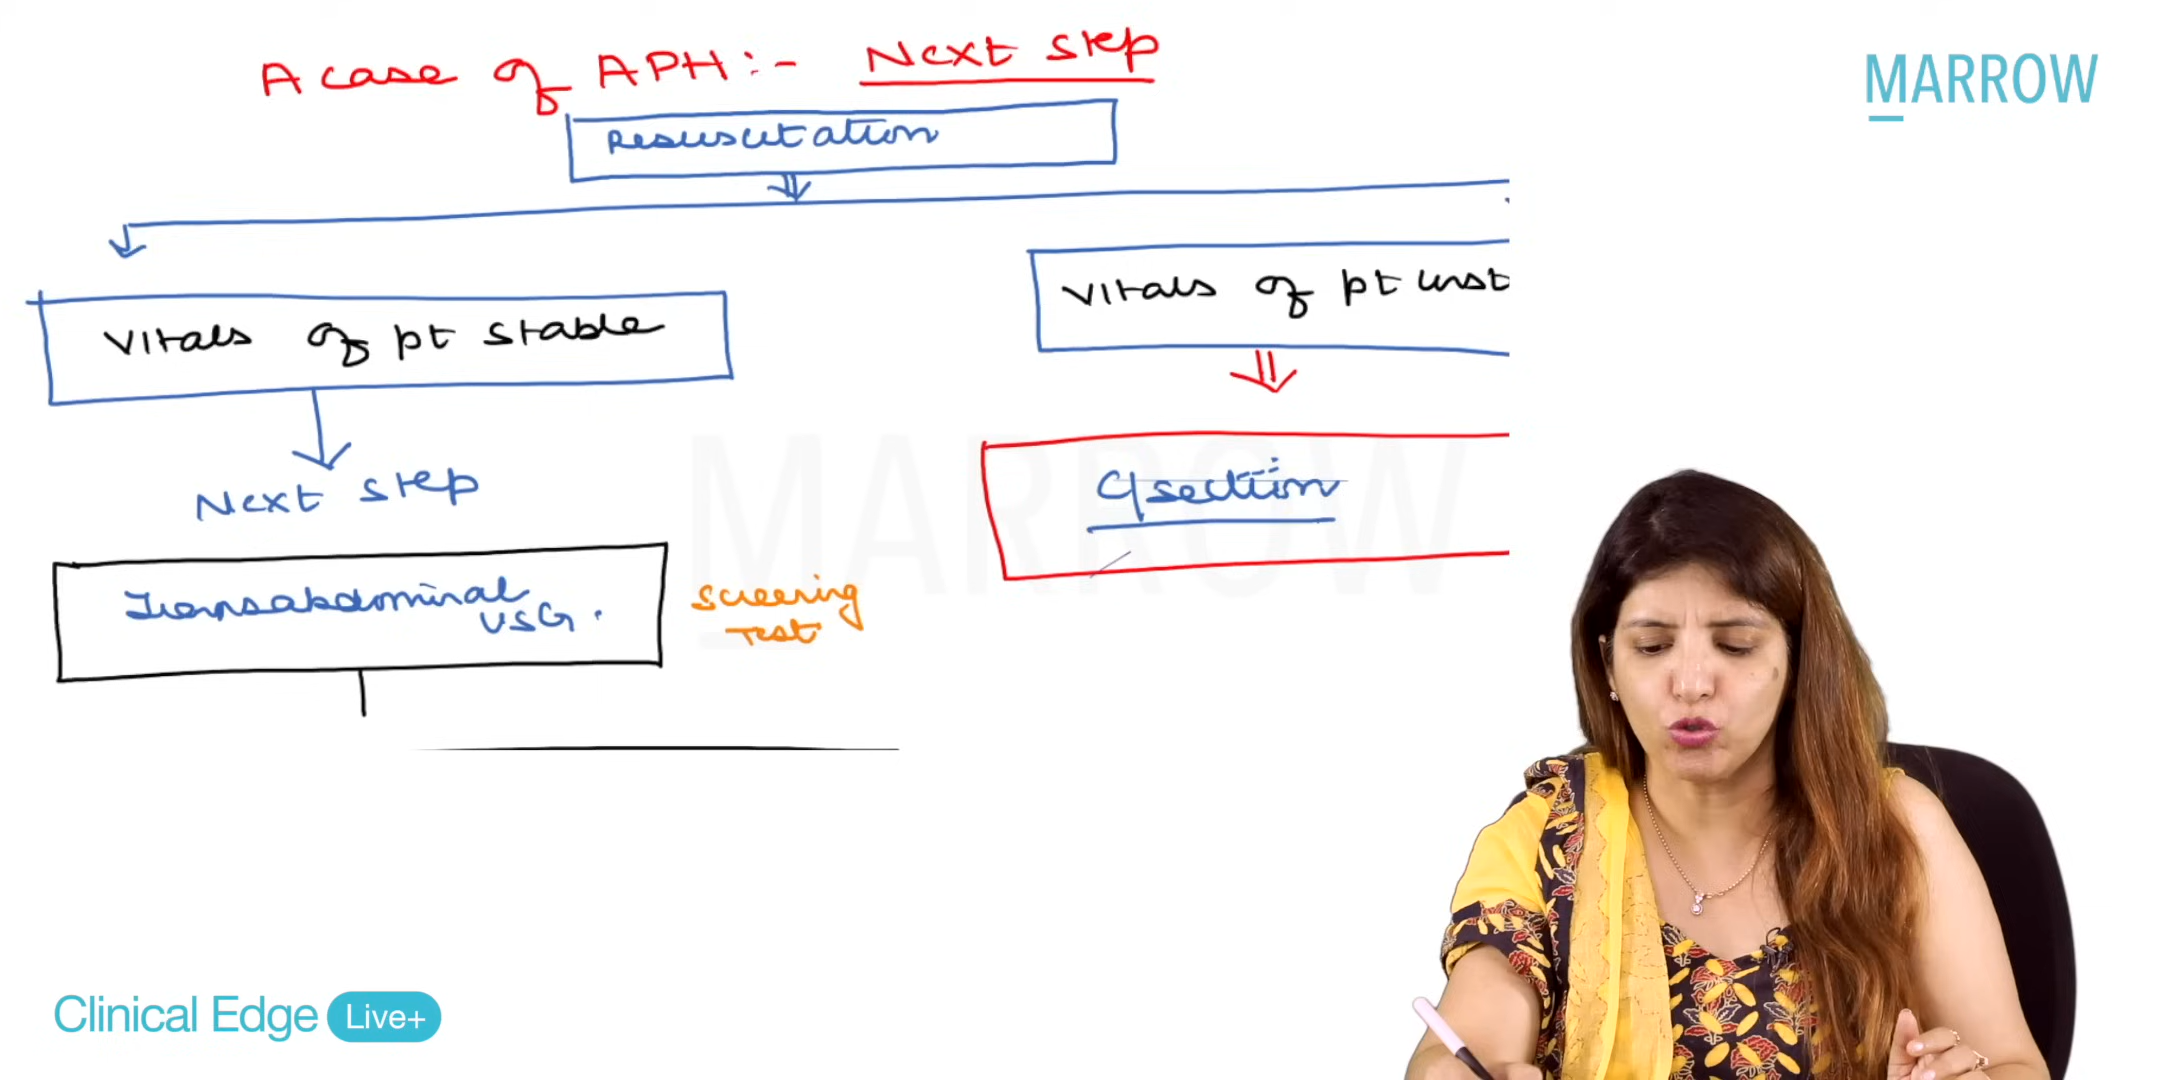 A case of APH:- Next step
MARROW
Resuscitation
Vitals of pt stable
Vitals of pt unst
Next step
C/section
Transabdominal
USG.
Screening
Test
MARROW
Clinical Edge Live+